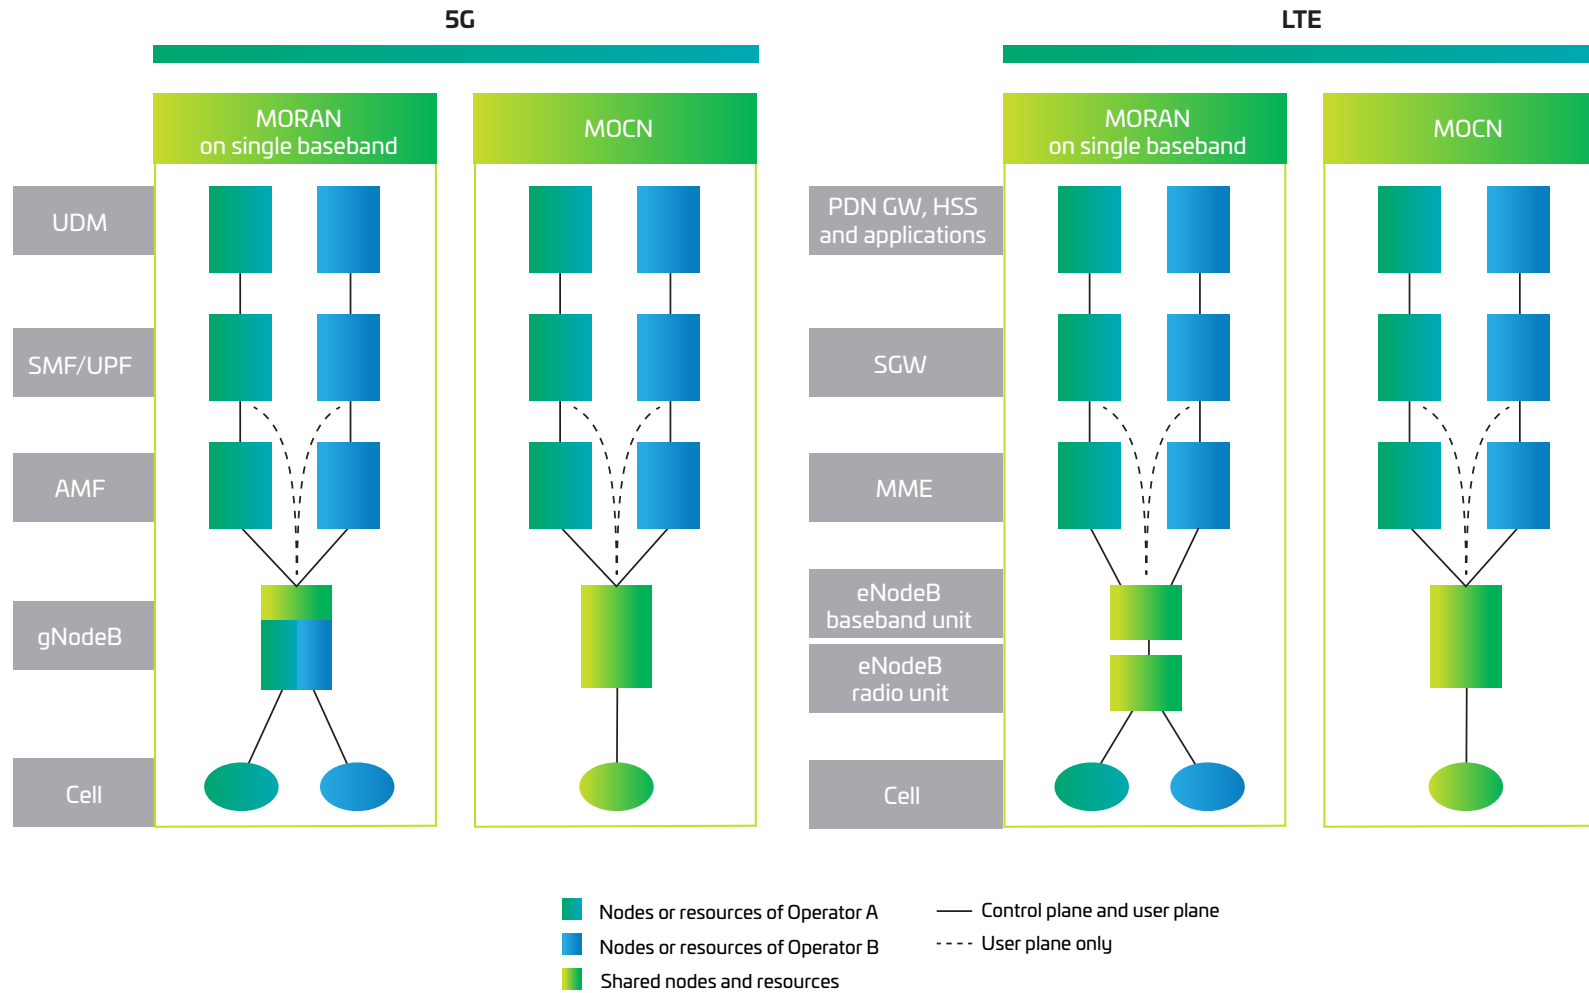 5G
LTE
MORAN
on single baseband
MOCN
MORAN
on single baseband
MOCN
UDM
SMF/UPF
AMF
gNodeB
Cell
PDN GW, HSS
and applications
SGW
MME
eNodeB
baseband unit
eNodeB
radio unit
Cell
Nodes or resources of Operator A
Nodes or resources of Operator B
Shared nodes and resources
Control plane and user plane
User plane only